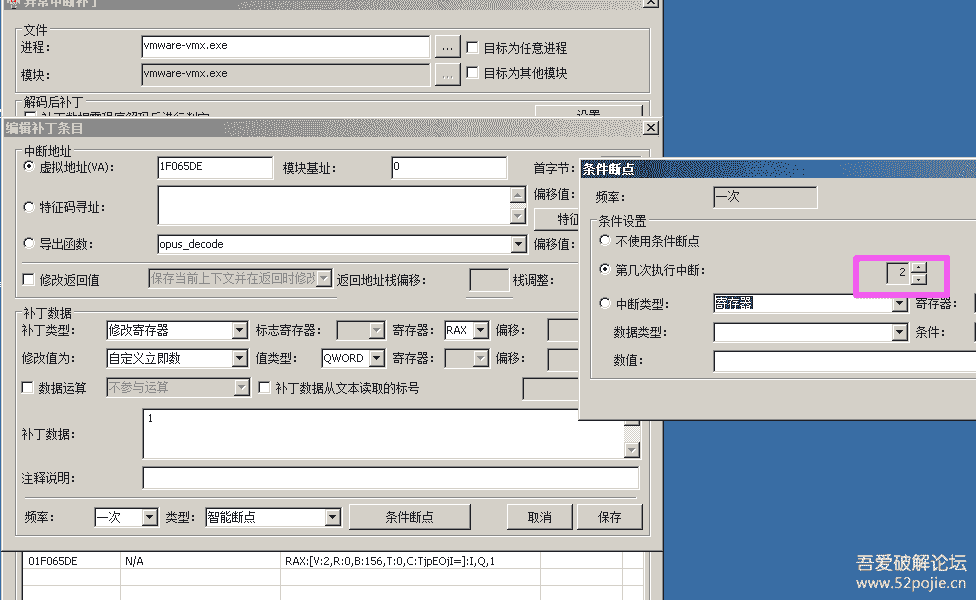 异常中断补丁
文件
进程：
vmware-vmx.exe
...
目标为任意进程
模块：
vmware-vmx.exe
...
目标为其他模块
解码后补丁
设置
编辑补丁条目
中断地址
虚拟地址(VA)：
1F065DE
模块基址：
0
首字节：
特征码寻址：
偏移值：
特征
导出函数：
opus_decode
偏移值：
修改返回值
保存当前上下文并在返回时修改
返回地址栈偏移：
栈调整：
补丁数据
补丁类型：
修改寄存器
标志寄存器：
寄存器：
RAX
偏移：
修改值为：
自定义立即数
值类型：
QWORD
寄存器：
偏移：
数据运算
不参与运算
补丁数据从文本读取的标号
补丁数据：
1
注释说明：
频率：
一次
类型：
智能断点
条件断点
取消
保存
01F065DE
N/A
RAX:[V:2,R:0,B:156,T:0,C:TjpEOjI=]:I,Q,1
条件断点
频率：
一次
条件设置
不使用条件断点
第几次执行中断：
2
中断类型：
寄存器
寄存器：
数据类型：
条件：
数值：
吾爱破解论坛
www.52pojie.cn